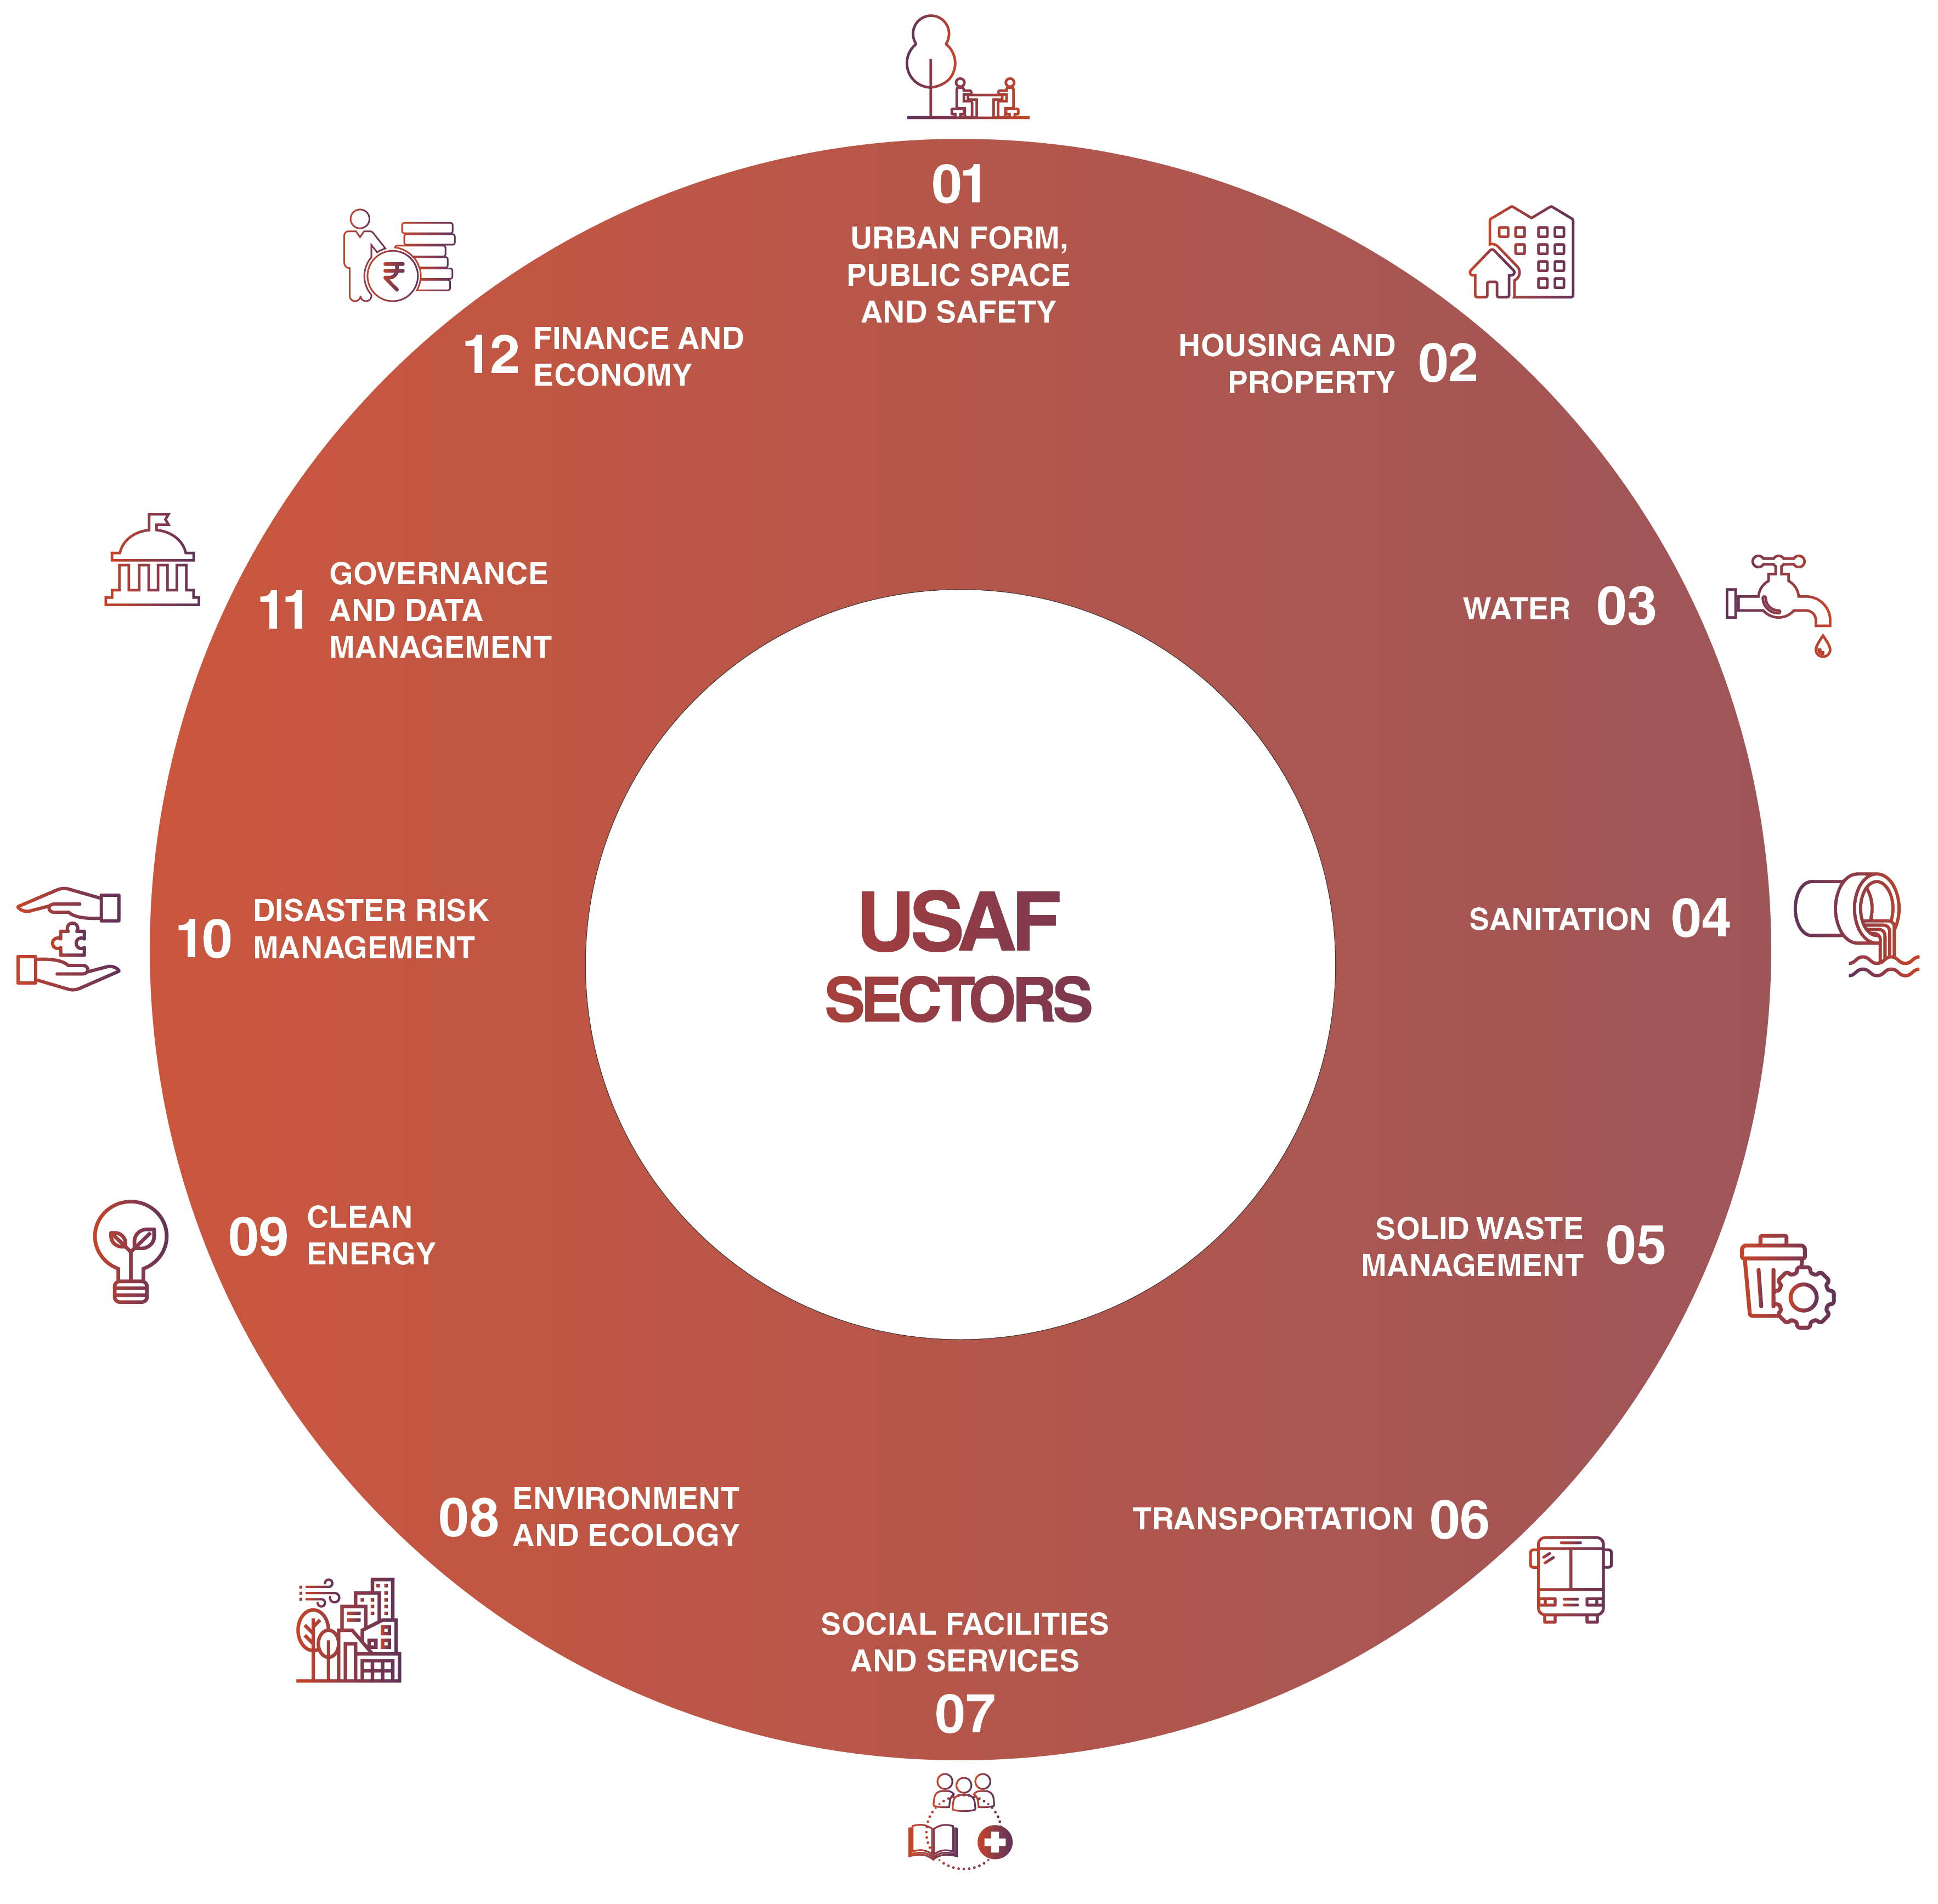 01
URBAN FORM,
PUBLIC SPACE
AND SAFETY
HOUSING AND
PROPERTY
02
WATER 03
SANITATION 04
SOLID WASTE
MANAGEMENT
05
TRANSPORTATION 06
SOCIAL FACILITIES
AND SERVICES
07
08
ENVIRONMENT
AND ECOLOGY
09
CLEAN
ENERGY
10
DISASTER RISK
MANAGEMENT
11
GOVERNANCE
AND DATA
MANAGEMENT
12
FINANCE AND
ECONOMY
₹
USAF
SECTORS